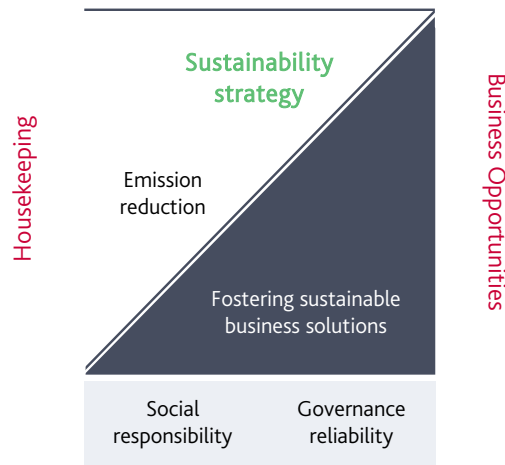 Sustainability
strategy
Housekeeping
Business Opportunities
Emission
reduction
Fostering sustainable
business solutions
Social
responsibility
Governance
reliability